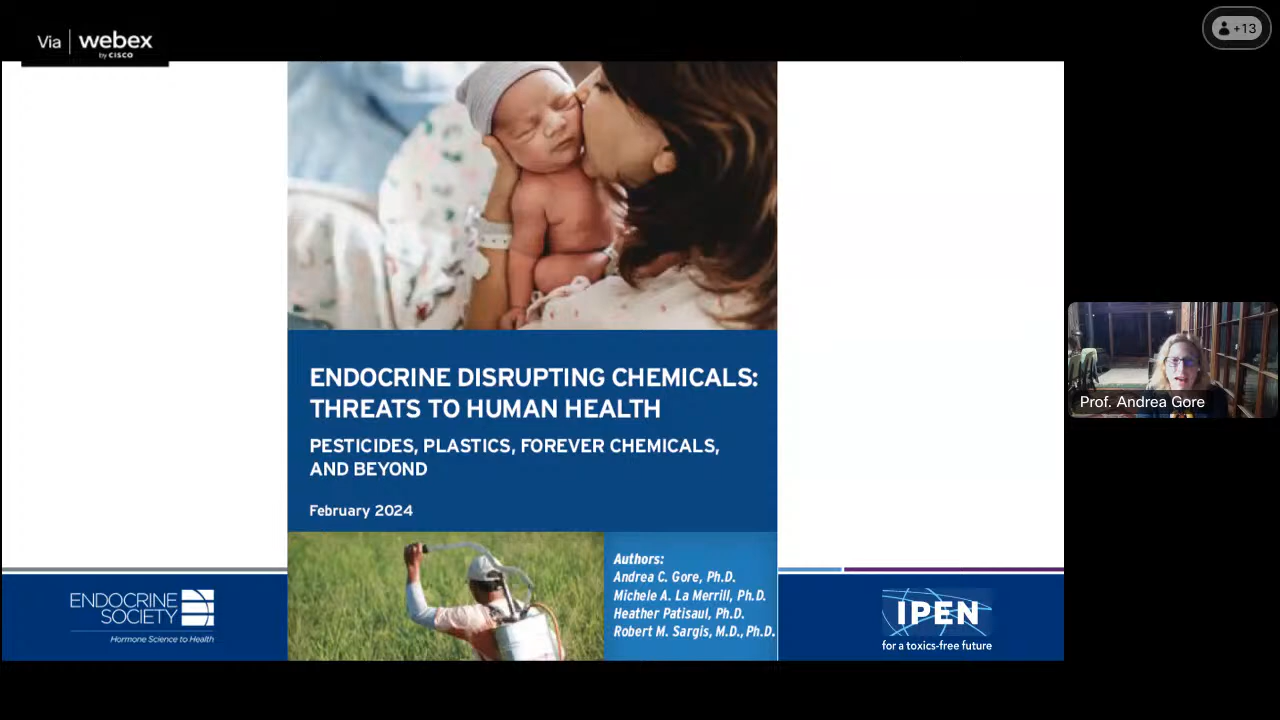 Via webex
by CISCO
+13
ENDOCRINE DISRUPTING CHEMICALS:
THREATS TO HUMAN HEALTH
PESTICIDES, PLASTICS, FOREVER CHEMICALS,
AND BEYOND
February 2024
Authors:
Andrea C. Gore, Ph.D.
Michele A. La Merrill, Ph.D.
Heather Patisaul, Ph.D.
Robert M. Sargis, M.D., Ph.D.
ENDOCRINE
SOCIETY
Hormone Science to Health
IPEN
for a toxics-free future
Prof. Andrea Gore